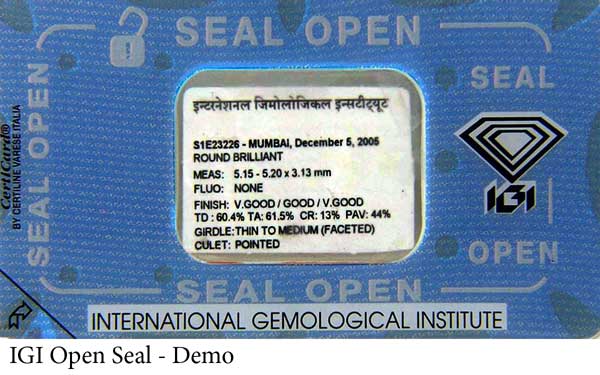 SEAL OPEN
SEAL
SEAL OPEN
CertiCard®
BY CERTILINE VARESE ITALIA
इन्टरनेशनल जिमोलोजिकल इन्सटीट्यूट
S1E23226 - MUMBAI, December 5, 2005
ROUND BRILLIANT
MEAS: 5.15 - 5.20 x 3.13 mm
FLUO: NONE
FINISH: V.GOOD / GOOD / V.GOOD
TD : 60.4% TA: 61.5% CR: 13% PAV: 44%
GIRDLE:THIN TO MEDIUM (FACETED)
CULET: POINTED
IGI
OPEN
SEAL OPEN
INTERNATIONAL GEMOLOGICAL INSTITUTE
IGI Open Seal - Demo